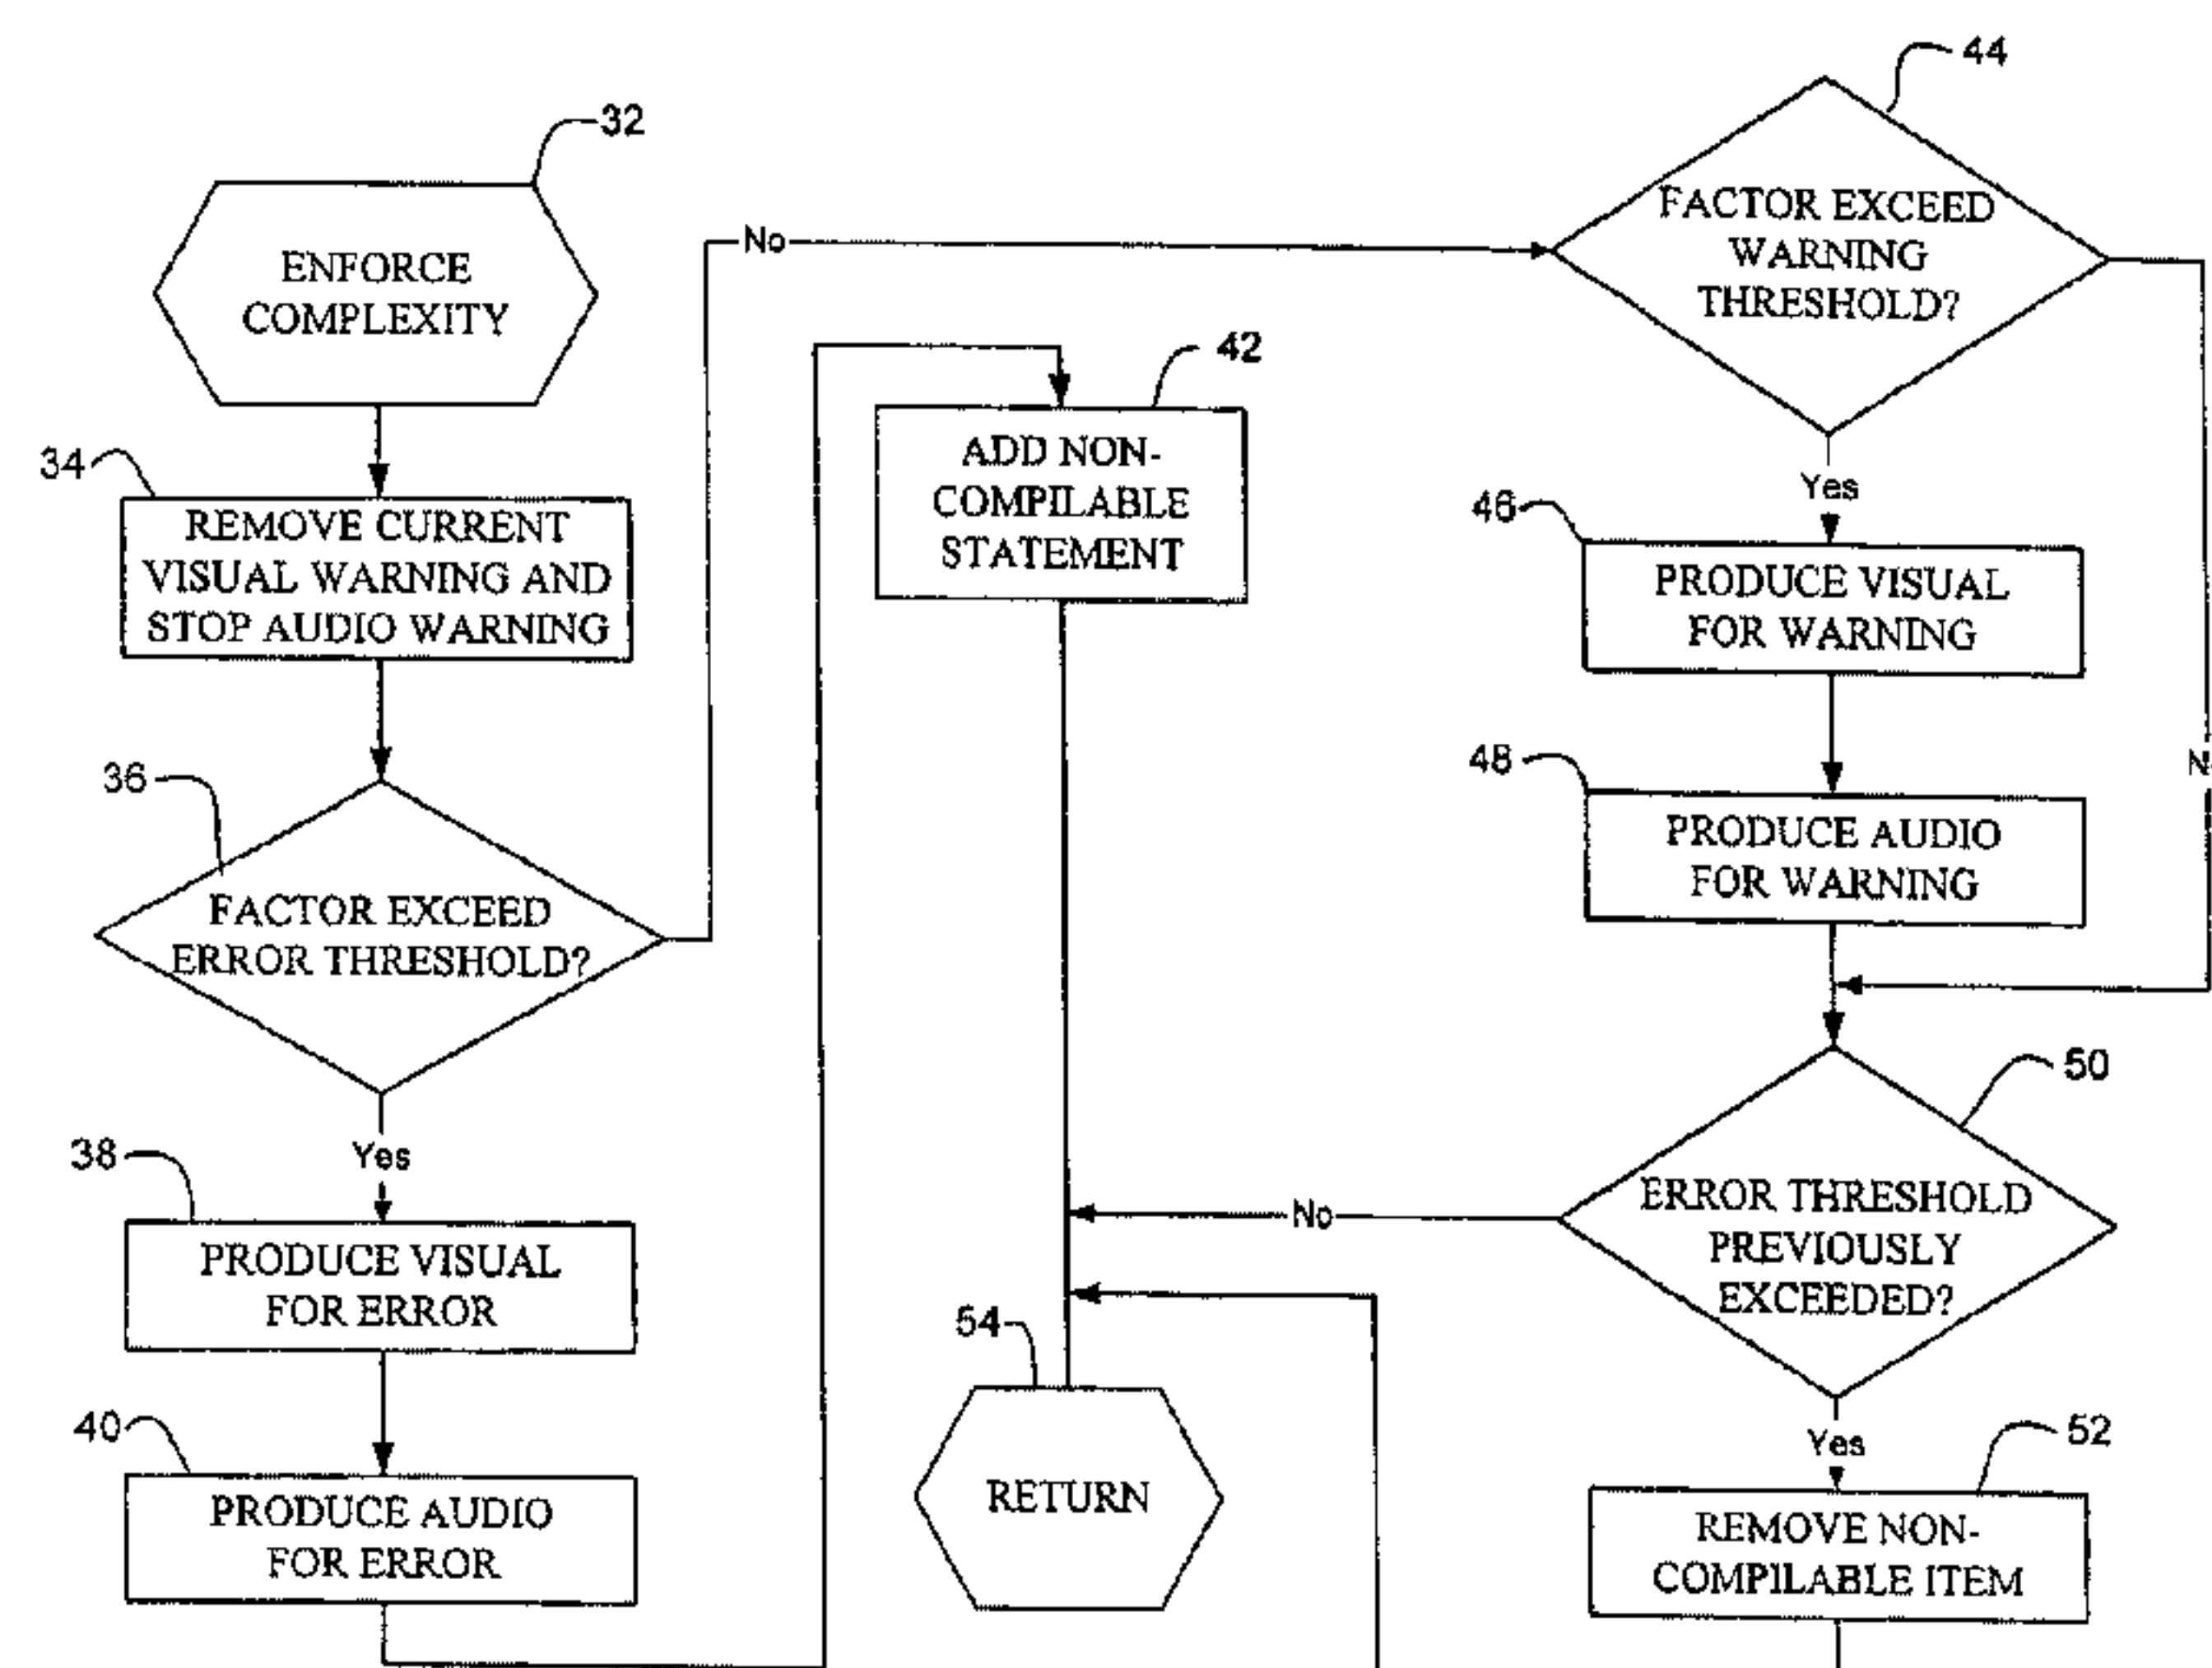 32
ENFORCE
COMPLEXITY
34
REMOVE CURRENT
VISUAL WARNING AND
STOP AUDIO WARNING
36
FACTOR EXCEED
ERROR THRESHOLD?
No
Yes
38
PRODUCE VISUAL
FOR ERROR
40
PRODUCE AUDIO
FOR ERROR
42
ADD NON-
COMPILABLE
STATEMENT
44
FACTOR EXCEED
WARNING
THRESHOLD?
Yes
N
46
PRODUCE VISUAL
FOR WARNING
48
PRODUCE AUDIO
FOR WARNING
50
ERROR THRESHOLD
PREVIOUSLY
EXCEEDED?
No
Yes
52
REMOVE NON-
COMPILABLE ITEM
54
RETURN